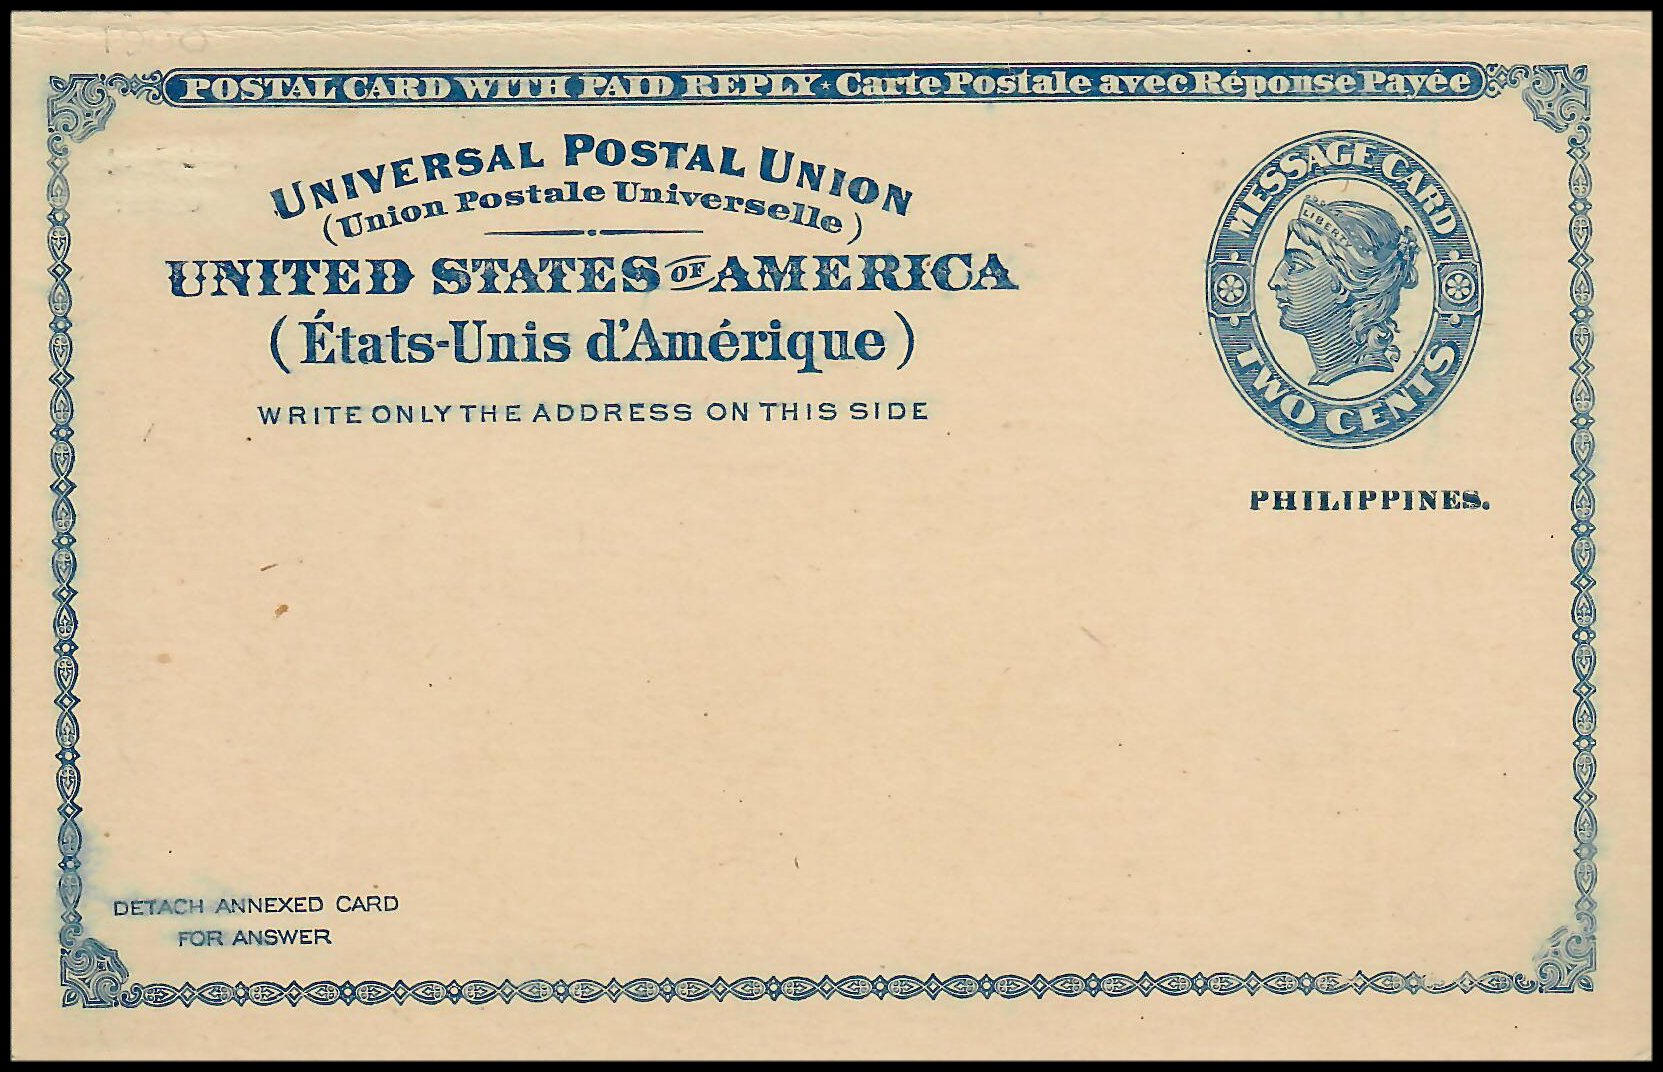 POSTAL CARD WITH PAID REPLY ★ Carte Postale avec Réponse Payée
UNIVERSAL POSTAL UNION
(Union Postale Universelle)
UNITED STATES OF AMERICA
(États-Unis d'Amérique)
WRITE ONLY THE ADDRESS ON THIS SIDE
MESSAGE CARD
LIBERTY
TWO CENTS
PHILIPPINES.
DETACH ANNEXED CARD
FOR ANSWER